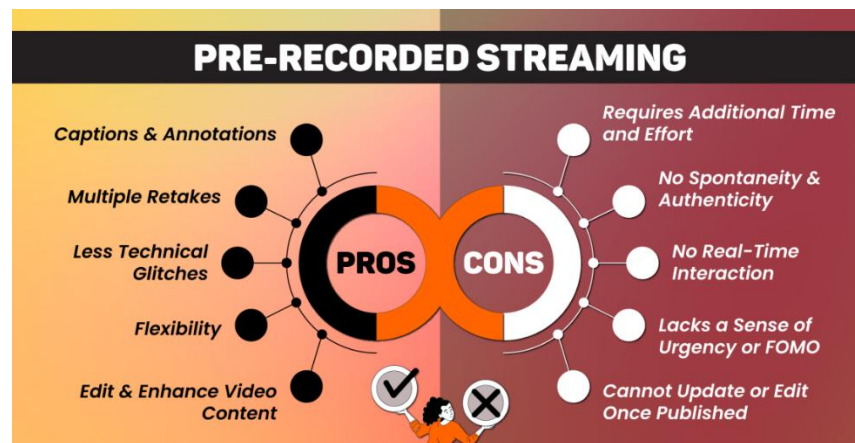 PRE-RECORDED STREAMING
Captions & Annotations
Multiple Retakes
Less Technical
Glitches
Flexibility
Edit & Enhance Video
Content
PROS
CONS
Requires Additional Time
and Effort
No Spontaneity &
Authenticity
No Real-Time
Interaction
Lacks a Sense of
Urgency or FOMO
Cannot Update or Edit
Once Published